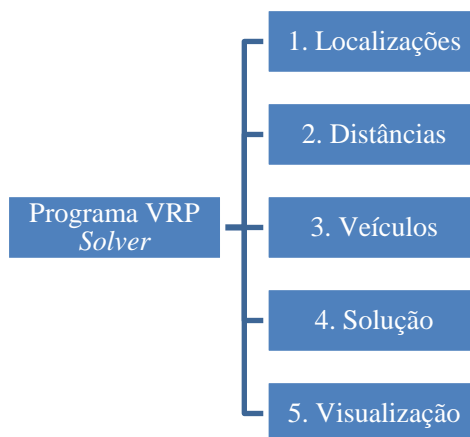 Programa VRP
Solver
1. Localizações
2. Distâncias
3. Veículos
4. Solução
5. Visualização